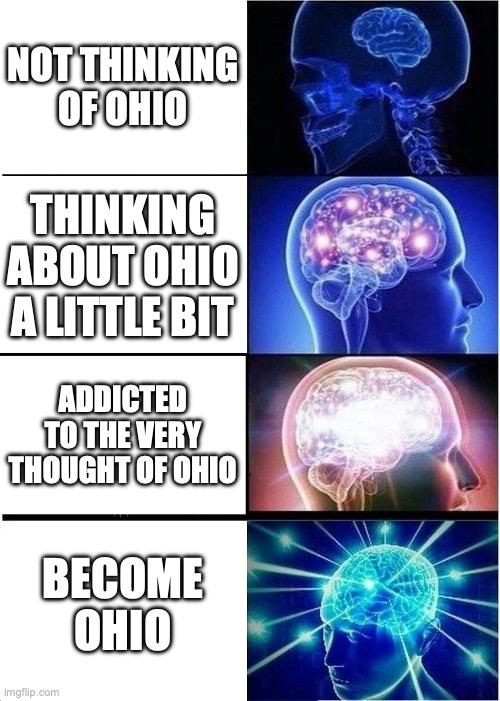 NOT THINKING
OF OHIO
THINKING
ABOUT OHIO
A LITTLE BIT
ADDICTED
TO THE VERY
THOUGHT OF OHIO
BECOME
OHIO
imgflip.com